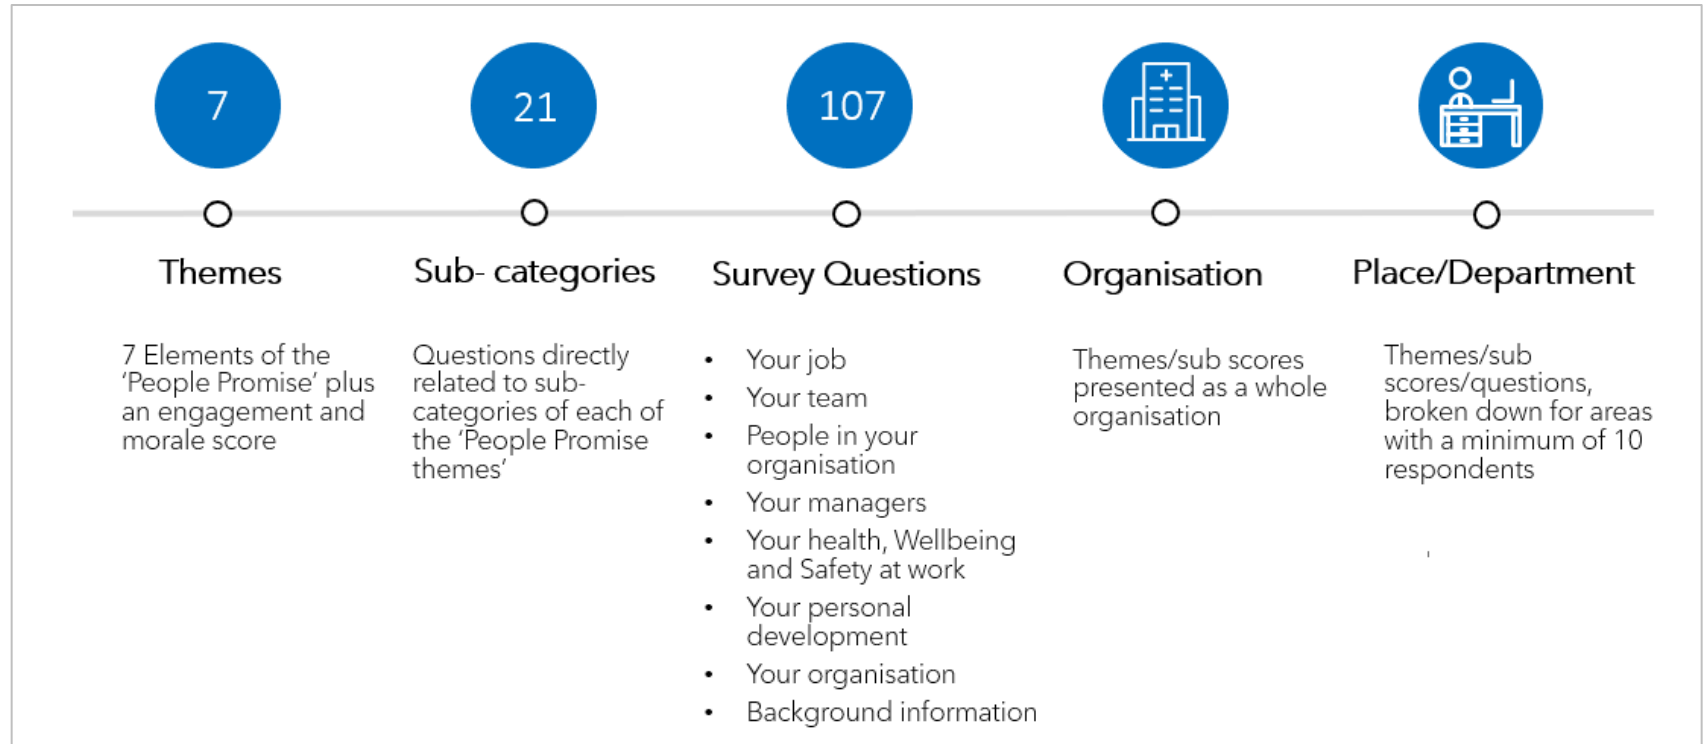 7
21
107
Themes
Sub- categories
Survey Questions
Organisation
Place/Department
7 Elements of the
‘People Promise’ plus
an engagement and
morale score
Questions directly
related to sub-
categories of each of
the ‘People Promise
themes’
• Your job
• Your team
• People in your
organisation
• Your managers
• Your health, Wellbeing
and Safety at work
• Your personal
development
• Your organisation
• Background information
Themes/sub scores
presented as a whole
organisation
Themes/sub
scores/questions,
broken down for areas
with a minimum of 10
respondents